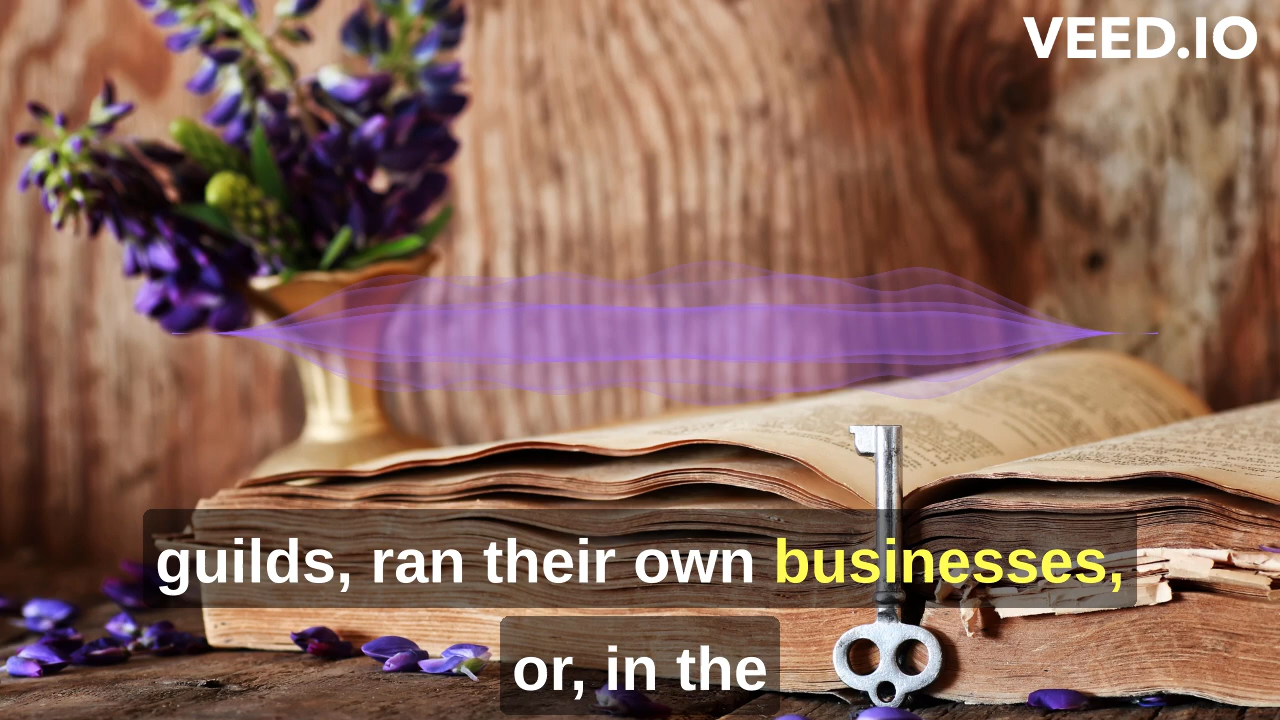 VEED.IO
guilds, ran their own businesses,
or, in the